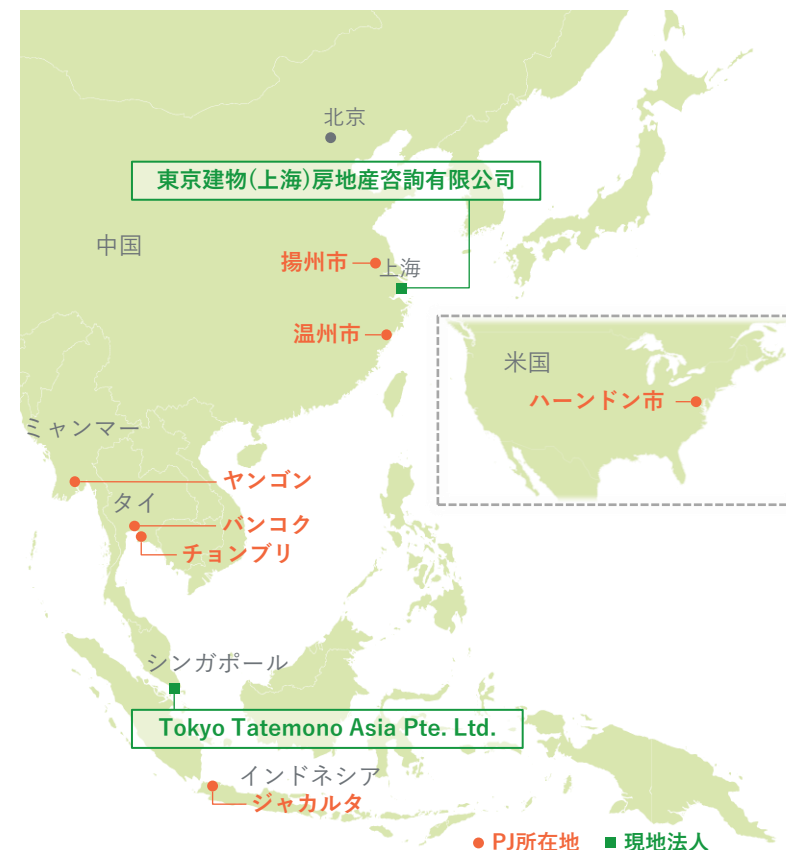 北京
東京建物(上海)房地産咨詢有限公司
中国
揚州市
上海
温州市
米国
ハーンドン市
ミャンマー
ヤンゴン
タイ
バンコク
チョンブリ
シンガポール
Tokyo Tatemono Asia Pte. Ltd.
インドネシア
ジャカルタ
PJ所在地 現地法人